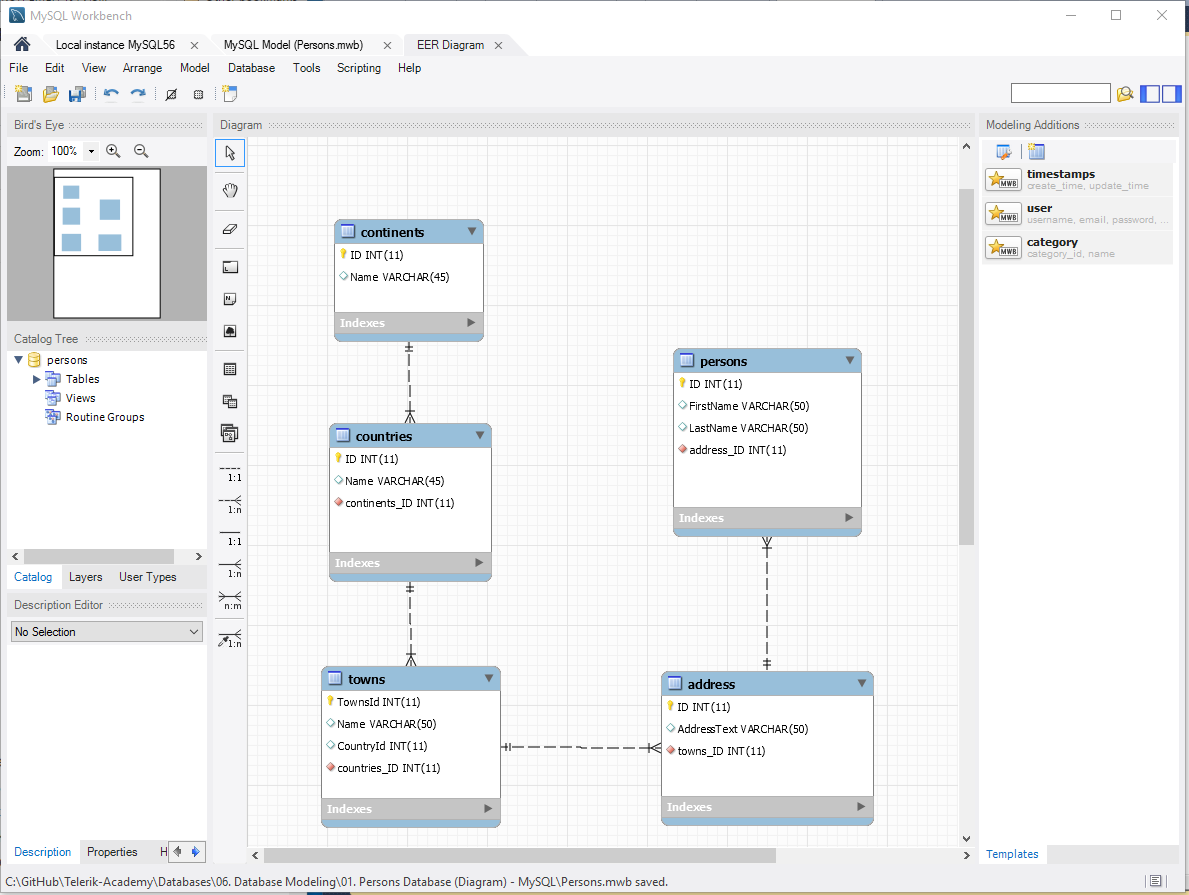 MySQL Workbench
Local instance MySQL56
MySQL Model (Persons.mwb)
EER Diagram
File Edit View Arrange Model Database Tools Scripting Help
Bird's Eye
Zoom: 100%
Catalog Tree
persons
Tables
Views
Routine Groups
Catalog Layers User Types
Description Editor
No Selection
Description Properties H
Diagram
1:1
1:n
1:1
1:n
n:m
1:n
continents
ID INT(11)
Name VARCHAR(45)
Indexes
countries
ID INT(11)
Name VARCHAR(45)
continents_ID INT(11)
Indexes
towns
TownsId INT(11)
Name VARCHAR(50)
CountryId INT(11)
countries_ID INT(11)
Indexes
persons
ID INT(11)
FirstName VARCHAR(50)
LastName VARCHAR(50)
address_ID INT(11)
Indexes
address
ID INT(11)
AddressText VARCHAR(50)
towns_ID INT(11)
Indexes
Modeling Additions
MWB
timestamps
create_time, update_time
MWB
user
username, email, password, ...
MWB
category
category_id, name
Templates
C:\GitHub\Telerik-Academy\Databases\06. Database Modeling\01. Persons Database (Diagram) - MySQL\Persons.mwb saved.